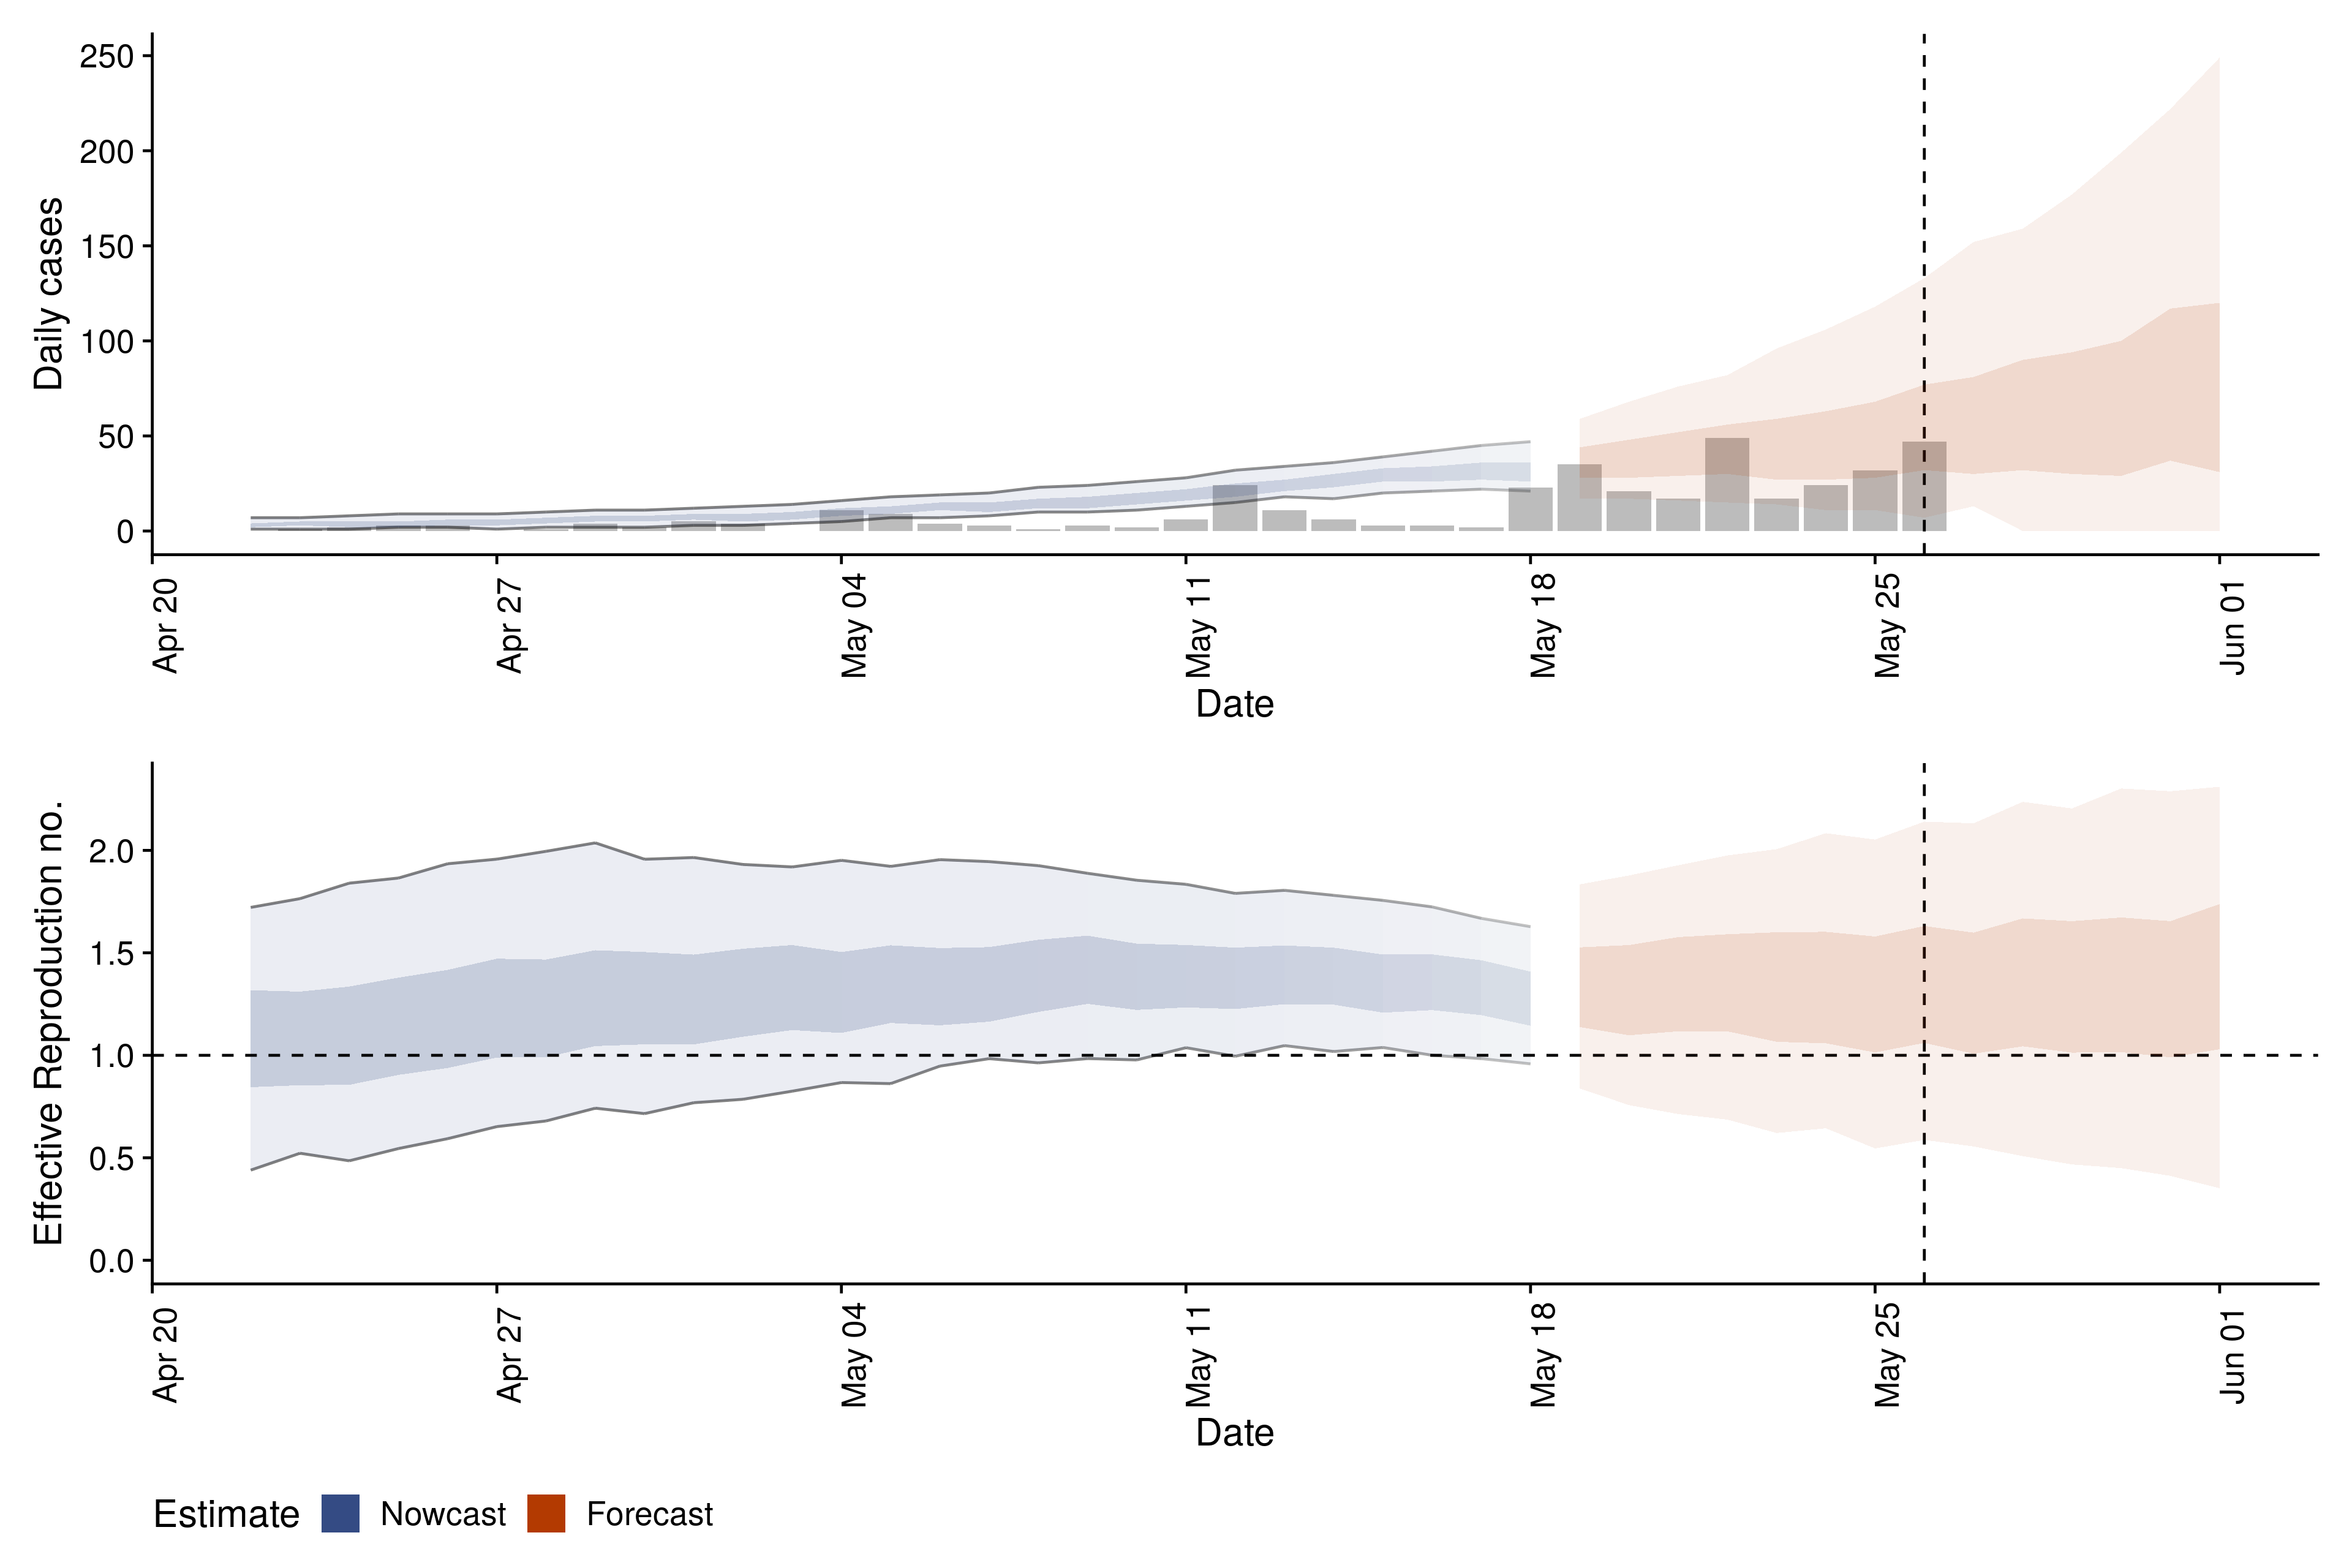 Daily cases
250
200
150
100
50
0
Apr 20
Apr 27
May 04
May 11
May 18
May 25
Jun 01
Date
Effective Reproduction no.
2.0
1.5
1.0
0.5
0.0
Apr 20
Apr 27
May 04
May 11
May 18
May 25
Jun 01
Date
Estimate Nowcast Forecast